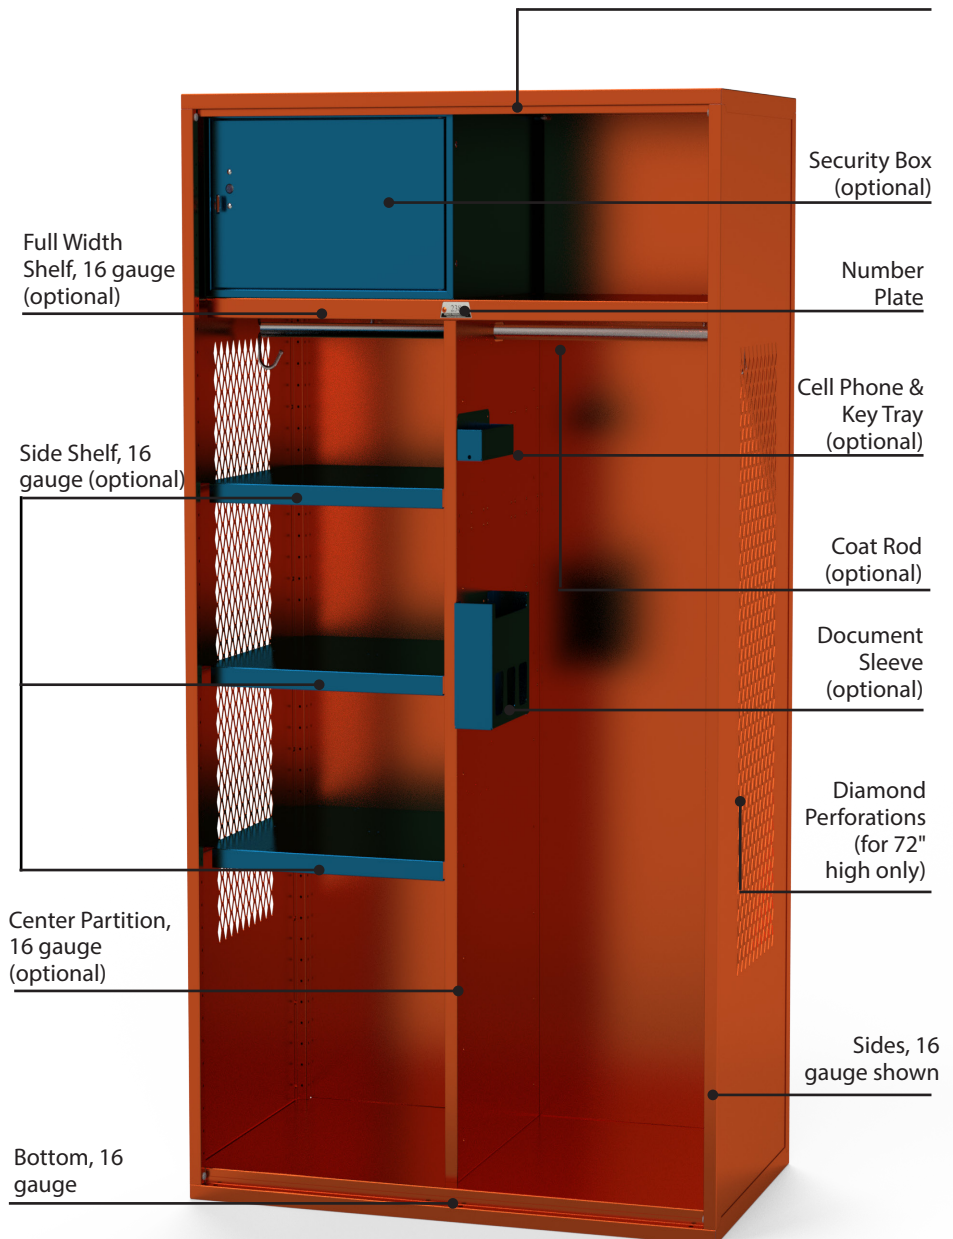 Security Box
(optional)
Full Width
Shelf, 16 gauge
(optional)
Number
Plate
Cell Phone &
Key Tray
(optional)
Side Shelf, 16
gauge (optional)
Coat Rod
(optional)
Document
Sleeve
(optional)
Diamond
Perforations
(for 72"
high only)
Center Partition,
16 gauge
(optional)
Sides, 16
gauge shown
Bottom, 16
gauge